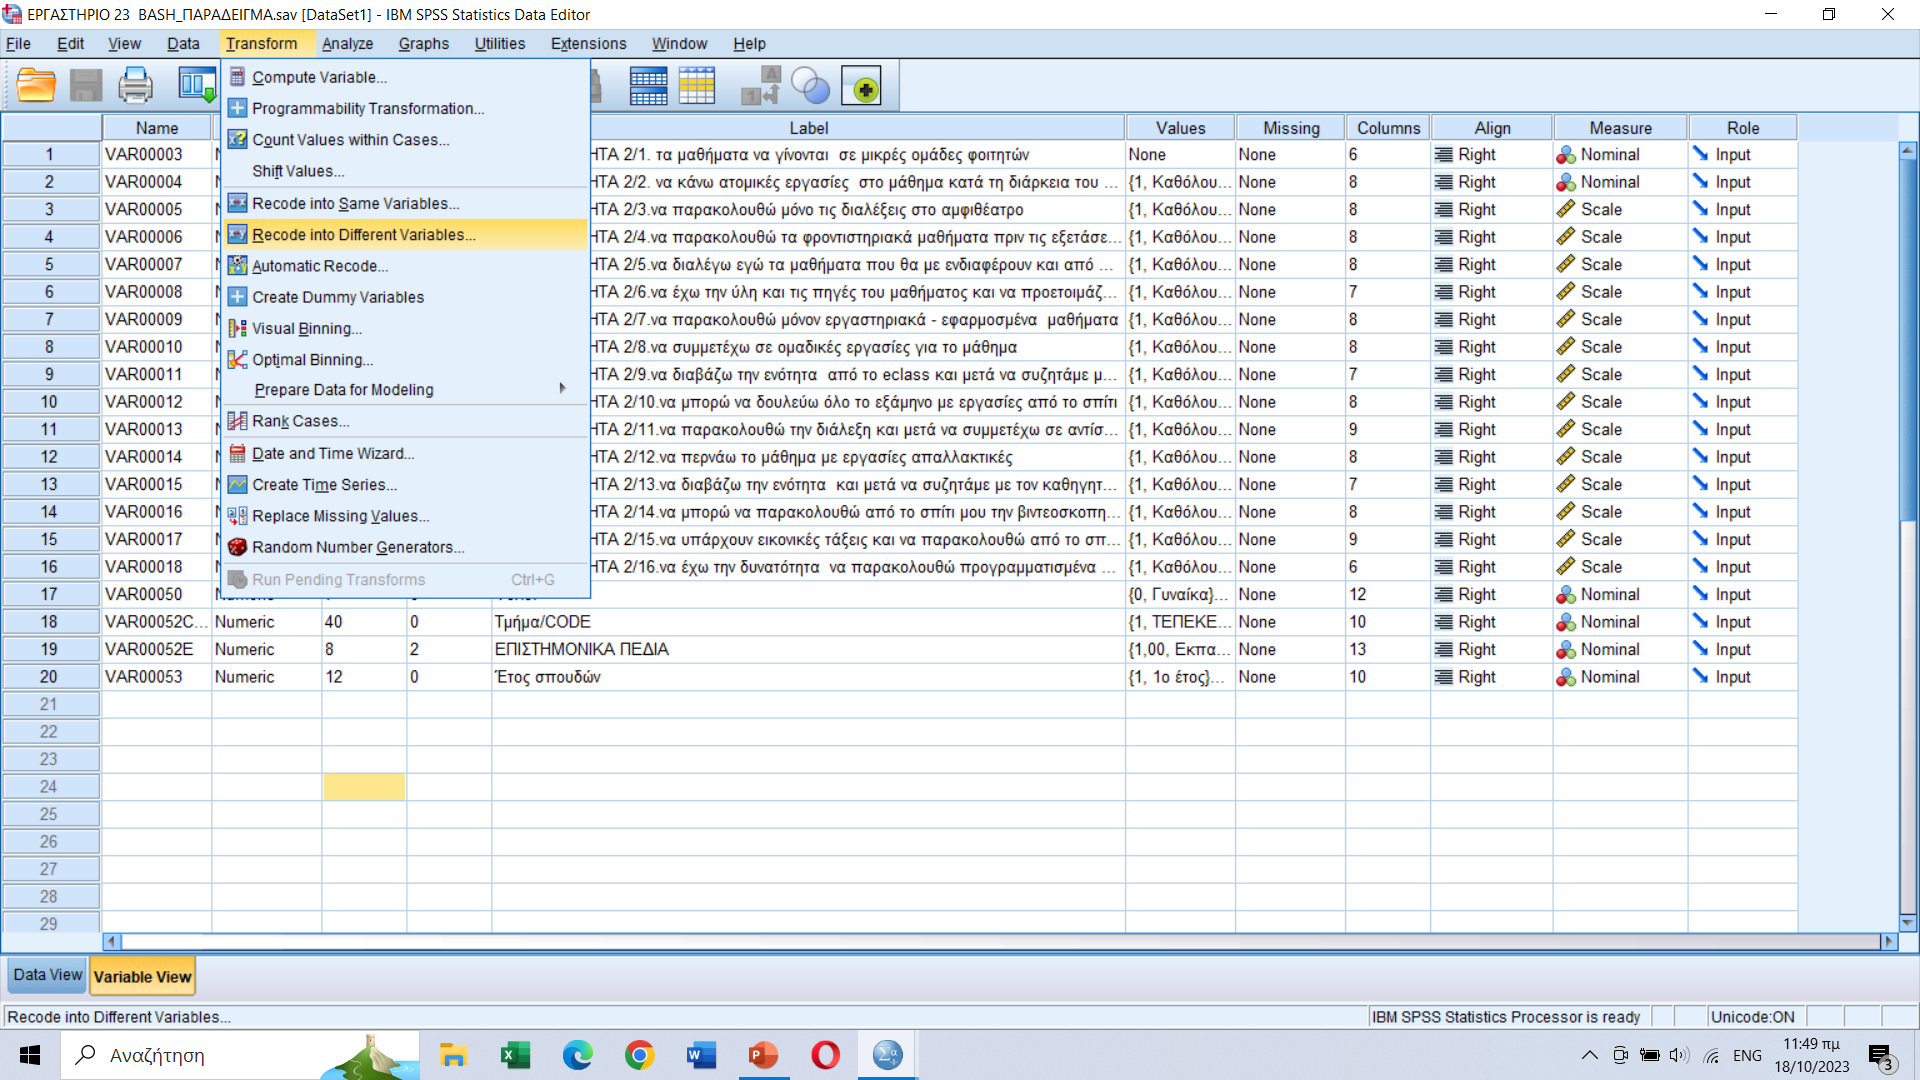 ΕΡΓΑΣΤΗΡΙΟ 23  ΒΑSH_ΠΑΡΑΔΕΙΓΜΑ.sav [DataSet1] - IBM SPSS Statistics Data Editor
File Edit View Data Transform Analyze Graphs Utilities Extensions Window Help
Compute Variable...
Programmability Transformation...
Count Values within Cases...
Shift Values...
Recode into Same Variables...
Recode into Different Variables...
Automatic Recode...
Create Dummy Variables
Visual Binning...
Optimal Binning...
Prepare Data for Modeling
Rank Cases...
Date and Time Wizard...
Create Time Series...
Replace Missing Values...
Random Number Generators...
Run Pending Transforms Ctrl+G
Name Label Values Missing Columns Align Measure Role
1 VAR00003 ΗΤΑ 2/1. τα μαθήματα να γίνονται σε μικρές ομάδες φοιτητών None None 6 Right Nominal Input
2 VAR00004 ΗΤΑ 2/2. να κάνω ατομικές εργασίες στο μάθημα κατά τη διάρκεια του ... {1, Καθόλου... None 8 Right Nominal Input
3 VAR00005 ΗΤΑ 2/3.να παρακολουθώ μόνο τις διαλέξεις στο αμφιθέατρο {1, Καθόλου... None 8 Right Scale Input
4 VAR00006 ΗΤΑ 2/4.να παρακολουθώ τα φροντιστηριακά μαθήματα πριν τις εξετάσε... {1, Καθόλου... None 8 Right Scale Input
5 VAR00007 ΗΤΑ 2/5.να διαλέγω εγώ τα μαθήματα που θα με ενδιαφέρουν και από ... {1, Καθόλου... None 8 Right Scale Input
6 VAR00008 ΗΤΑ 2/6.να έχω την ύλη και τις πηγές του μαθήματος και να προετοιμάζ... {1, Καθόλου... None 7 Right Scale Input
7 VAR00009 ΗΤΑ 2/7.να παρακολουθώ μόνον εργαστηριακά - εφαρμοσμένα μαθήματα {1, Καθόλου... None 8 Right Scale Input
8 VAR00010 ΗΤΑ 2/8.να συμμετέχω σε ομαδικές εργασίες για το μάθημα {1, Καθόλου... None 8 Right Scale Input
9 VAR00011 ΗΤΑ 2/9.να διαβάζω την ενότητα από το eclass και μετά να συζητάμε μ... {1, Καθόλου... None 7 Right Scale Input
10 VAR00012 ΗΤΑ 2/10.να μπορώ να δουλεύω όλο το εξάμηνο με εργασίες από το σπίτι {1, Καθόλου... None 8 Right Scale Input
11 VAR00013 ΗΤΑ 2/11.να παρακολουθώ την διάλεξη και μετά να συμμετέχω σε αντίσ... {1, Καθόλου... None 9 Right Scale Input
12 VAR00014 ΗΤΑ 2/12.να περνάω το μάθημα με εργασίες απαλλακτικές {1, Καθόλου... None 8 Right Scale Input
13 VAR00015 ΗΤΑ 2/13.να διαβάζω την ενότητα και μετά να συζητάμε με τον καθηγητ... {1, Καθόλου... None 7 Right Scale Input
14 VAR00016 ΗΤΑ 2/14.να μπορώ να παρακολουθώ από το σπίτι μου την βιντεοσκοπη... {1, Καθόλου... None 8 Right Scale Input
15 VAR00017 ΗΤΑ 2/15.να υπάρχουν εικονικές τάξεις και να παρακολουθώ από το σπ... {1, Καθόλου... None 9 Right Scale Input
16 VAR00018 ΗΤΑ 2/16.να έχω την δυνατότητα να παρακολουθώ προγραμματισμένα ... {1, Καθόλου... None 6 Right Scale Input
17 VAR00050 {0, Γυναίκα}... None 12 Right Nominal Input
18 VAR00052C... Numeric 40 0 Τμήμα/CODE {1, ΤΕΠΕΚΕ... None 10 Right Nominal Input
19 VAR00052E Numeric 8 2 ΕΠΙΣΤΗΜΟΝΙΚΑ ΠΕΔΙΑ {1,00, Εκπα... None 13 Right Nominal Input
20 VAR00053 Numeric 12 0 Έτος σπουδών {1, 1ο έτος}... None 10 Right Nominal Input
21
22
23
24
25
26
27
28
29
Data View Variable View
Recode into Different Variables... IBM SPSS Statistics Processor is ready Unicode:ON
Αναζήτηση ENG 11:49 πμ
18/10/2023 3